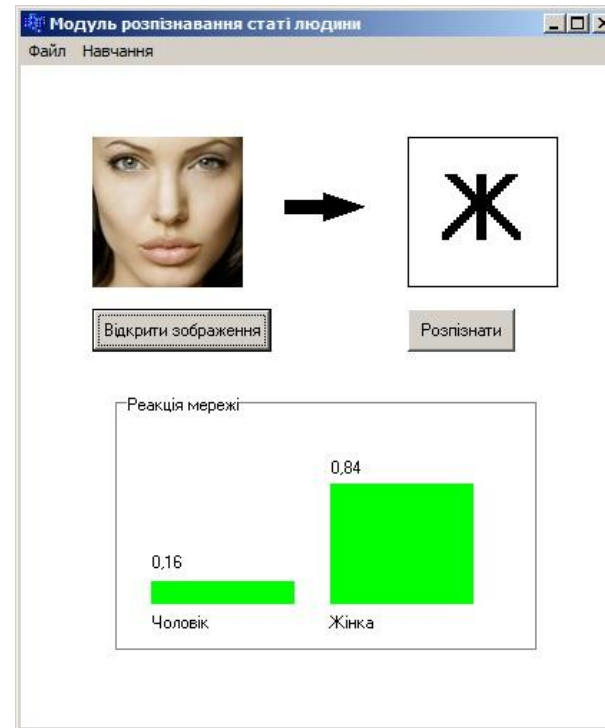 Модуль розпізнавання статі людини
Файл Навчання
Ж
Відкрити зображення Розпізнати
Реакція мережі
0,84
0,16
Чоловік Жінка